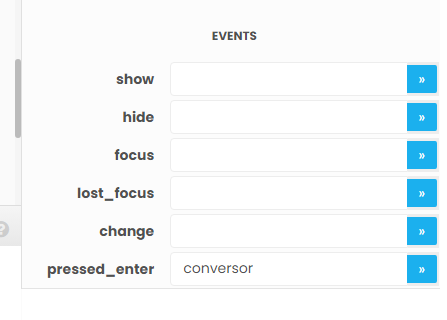 EVENTS
show »
hide »
focus »
lost_focus »
change »
pressed_enter conversor »
?